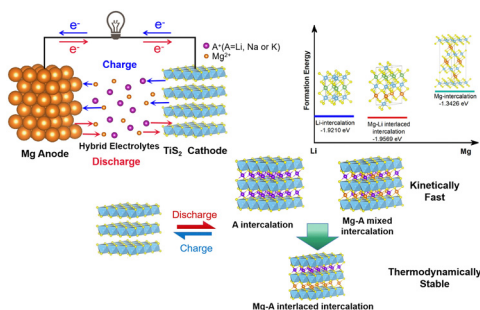 e⁻ e⁻
Charge
e⁻ e⁻
A⁺(A=Li, Na or K)
Mg²⁺
Mg Anode
Hybrid Electrolytes
Discharge
TiS₂ Cathode
Formation Energy
Li-intercalation
-1.9210 eV
Mg-Li interlaced
intercalation
-1.9569 eV
Mg-intercalation
-1.3426 eV
Li
Mg
Discharge
Charge
A intercalation
Mg-A mixed
intercalation
Kinetically
Fast
Mg-A interlaced intercalation
Thermodynamically
Stable